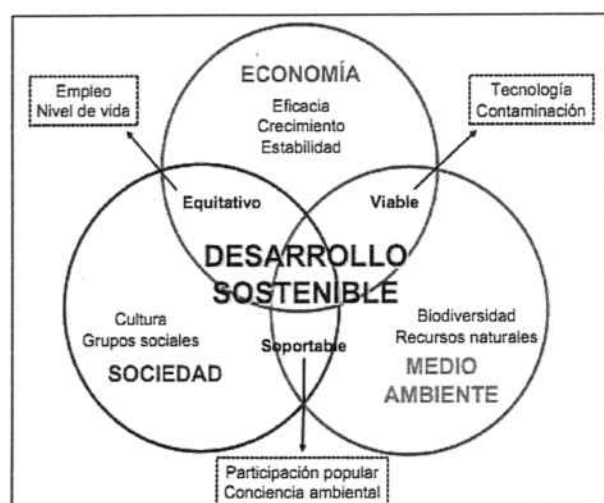 ECONOMÍA
Empleo
Nivel de vida
Tecnología
Contaminación
Eficacia
Crecimiento
Estabilidad
Equitativo
Viable
DESARROLLO
SOSTENIBLE
Cultura
Grupos sociales
SOCIEDAD
Soportable
Biodiversidad
Recursos naturales
MEDIO
AMBIENTE
Participación popular
Conciencia ambiental